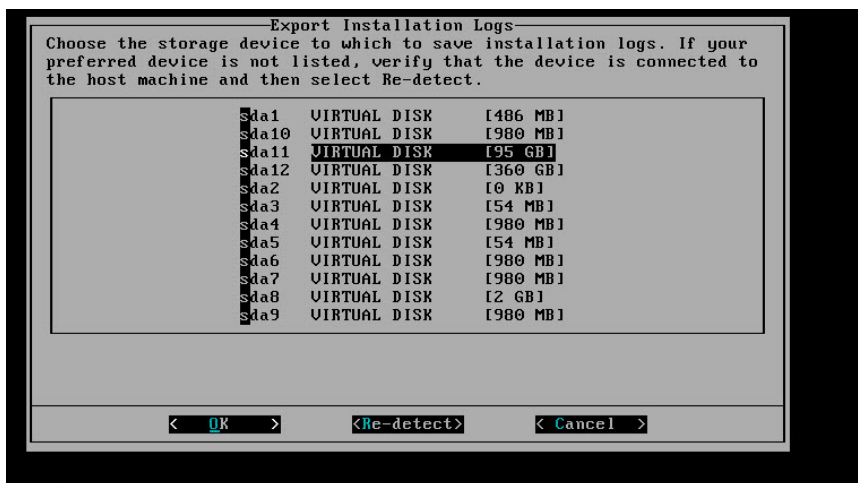 Export Installation Logs
Choose the storage device to which to save installation logs. If your
preferred device is not listed, verify that the device is connected to
the host machine and then select Re-detect.
sda1 VIRTUAL DISK [486 MB]
sda10 VIRTUAL DISK [980 MB]
sda11 VIRTUAL DISK [95 GB]
sda12 VIRTUAL DISK [360 GB]
sda2 VIRTUAL DISK [0 KB]
sda3 VIRTUAL DISK [54 MB]
sda4 VIRTUAL DISK [980 MB]
sda5 VIRTUAL DISK [54 MB]
sda6 VIRTUAL DISK [980 MB]
sda7 VIRTUAL DISK [980 MB]
sda8 VIRTUAL DISK [2 GB]
sda9 VIRTUAL DISK [980 MB]
< OK > <Re-detect> < Cancel >